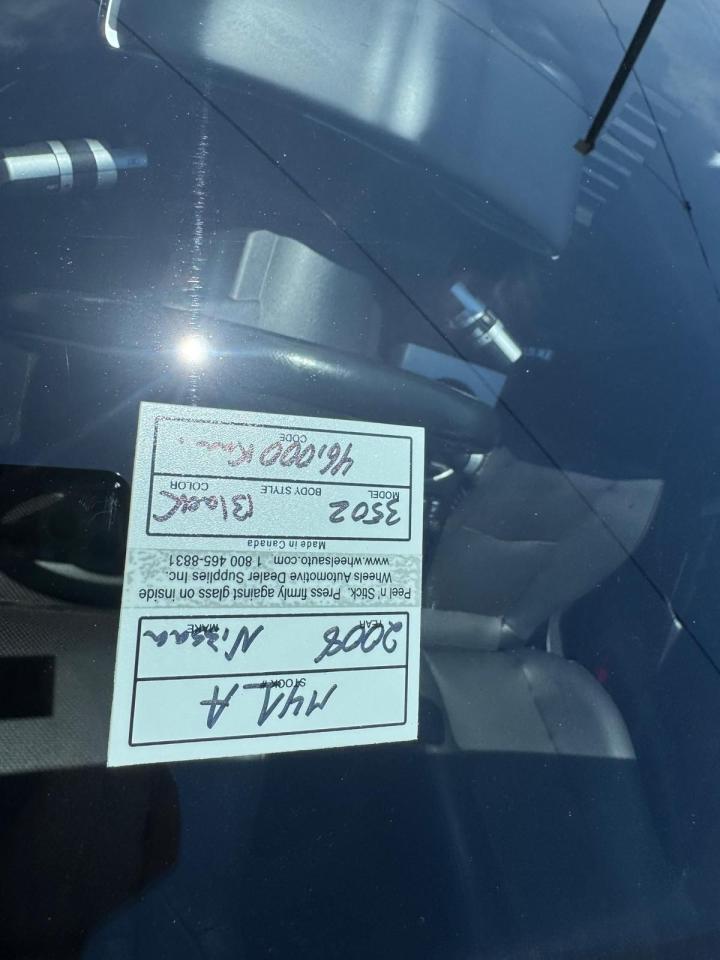 M41 A
STOCK #
2008 Nissan
YEAR MAKE
Peel n' Stick. Press firmly against glass on inside
Wheels Automotive Dealer Supplies Inc.
www.wheelsauto.com 1 800 465-8831
Made in Canada
350Z Black
MODEL BODY STYLE COLOR
46,000 Km.
CODE